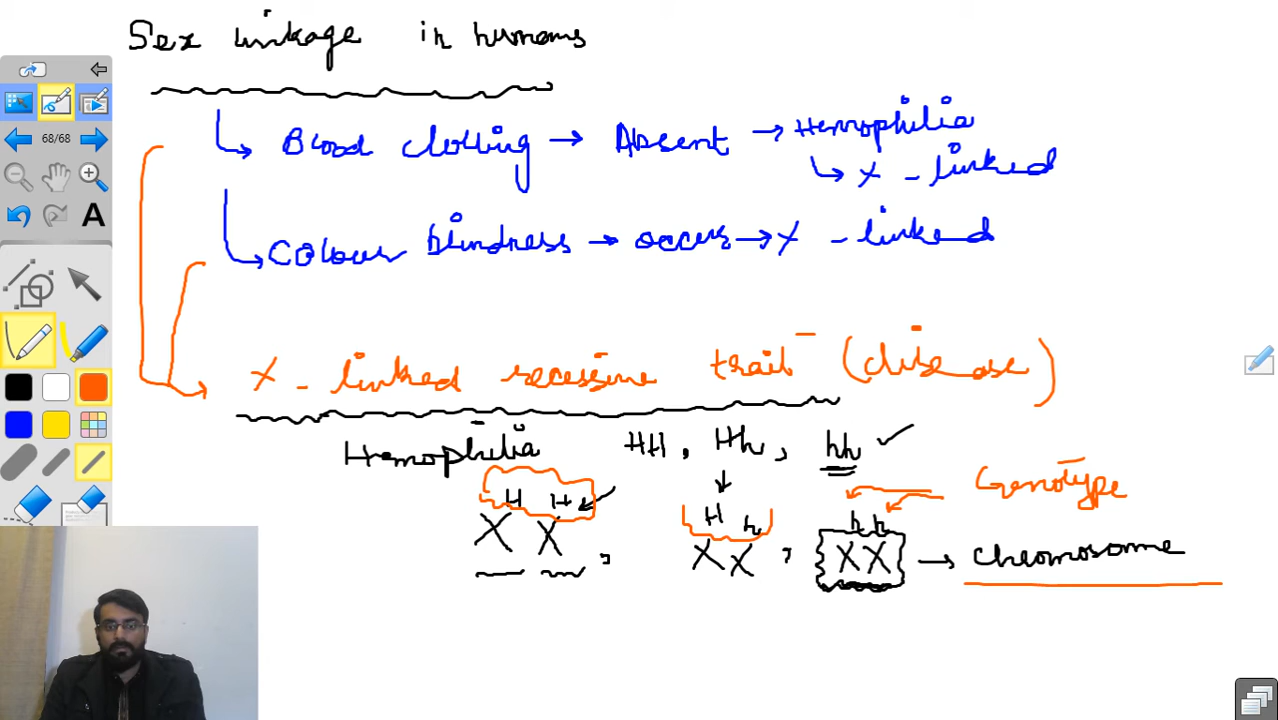 Sex linkage in humans
68/68
Blood clotting → Absent → Hemophilia
↳ X - linked
A
Colour blindness → occurs → X - linked
X - linked recessive trait (disease)
Hemophilia HH, Hh, hh ✓
Genotype
H H H h h h
X X , X X , X X → chromosome